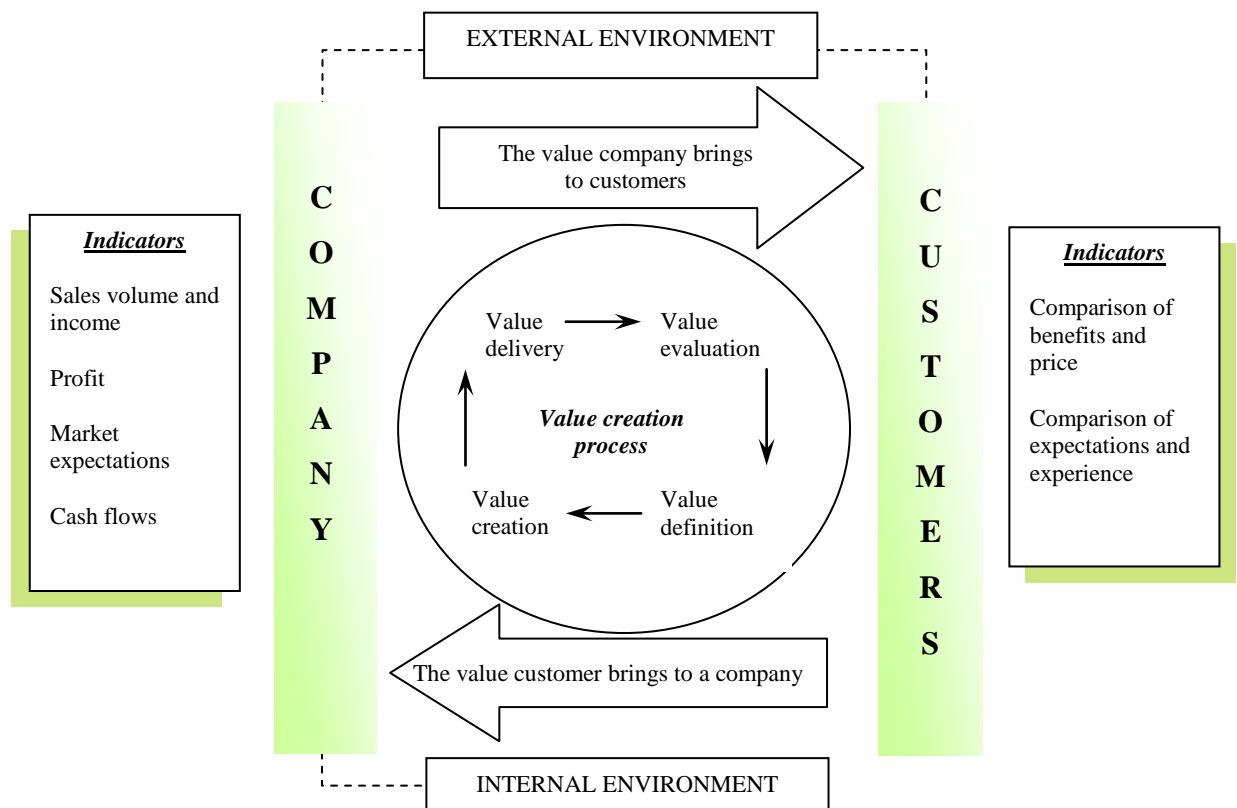 EXTERNAL ENVIRONMENT
The value company brings
to customers
COMPANY
CUSTOMERS
Indicators
Sales volume and
income
Profit
Market
expectations
Cash flows
Value
delivery
Value
evaluation
Value creation
process
Value
creation
Value
definition
Indicators
Comparison of
benefits and
price
Comparison of
expectations and
experience
The value customer brings to a company
INTERNAL ENVIRONMENT